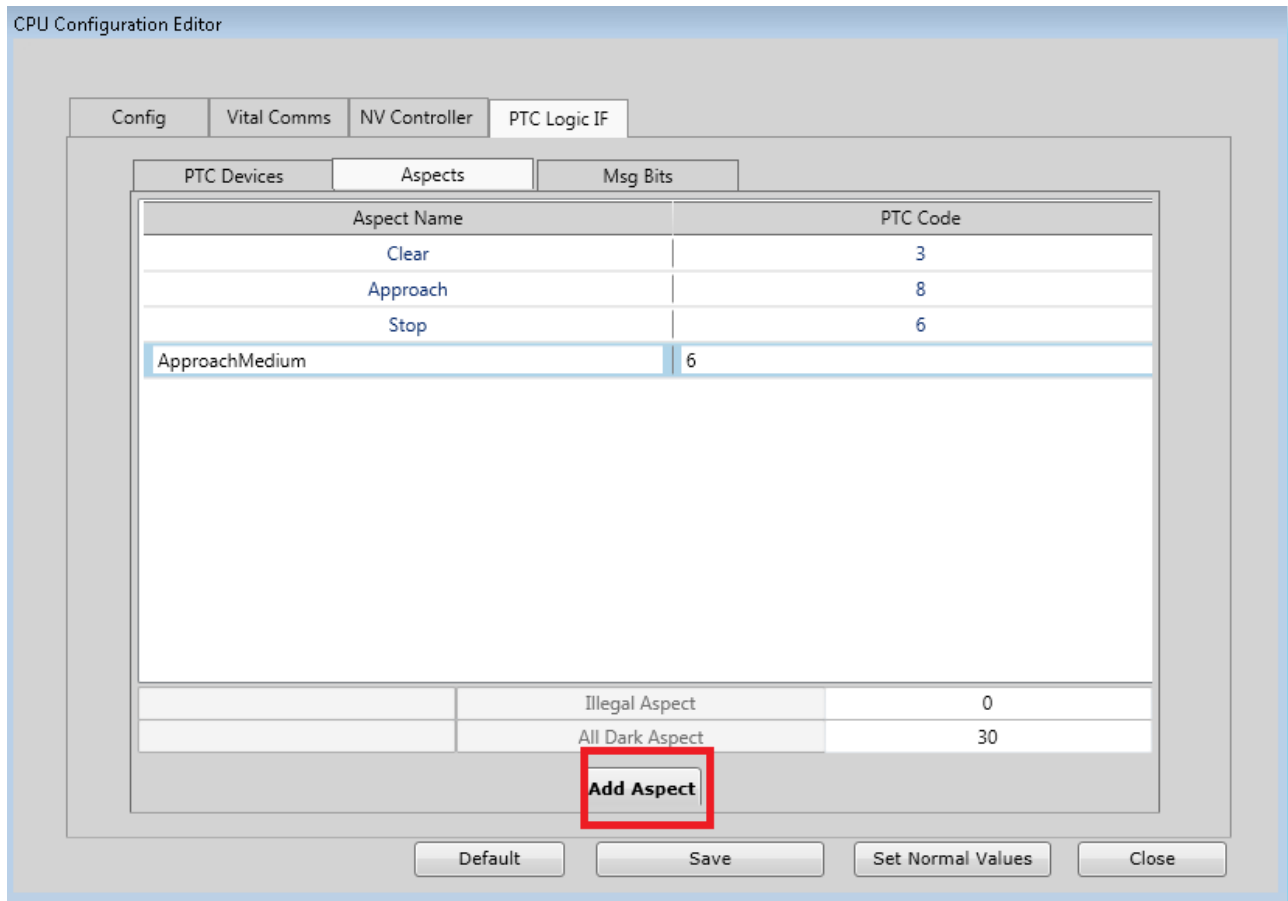 CPU Configuration Editor
Config Vital Comms NV Controller PTC Logic IF
PTC Devices Aspects Msg Bits
Aspect Name PTC Code
Clear 3
Approach 8
Stop 6
ApproachMedium 6
Illegal Aspect 0
All Dark Aspect 30
Add Aspect
Default Save Set Normal Values Close